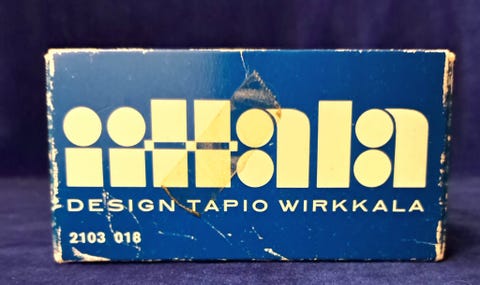 iittala
DESIGN TAPIO WIRKKALA
2103 018